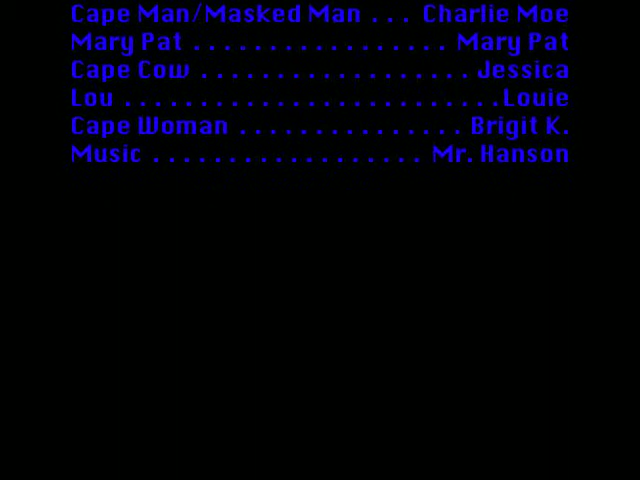 Cape Man/Masked Man . . . Charlie Moe
Mary Pat . . . . . . . . . . . . . . . . . Mary Pat
Cape Cow . . . . . . . . . . . . . . . . . . Jessica
Lou . . . . . . . . . . . . . . . . . . . . . . . . .Louie
Cape Woman . . . . . . . . . . . . . . . Brigit K.
Music . . . . . . . . . . . . . . . . . . . Mr. Hanson